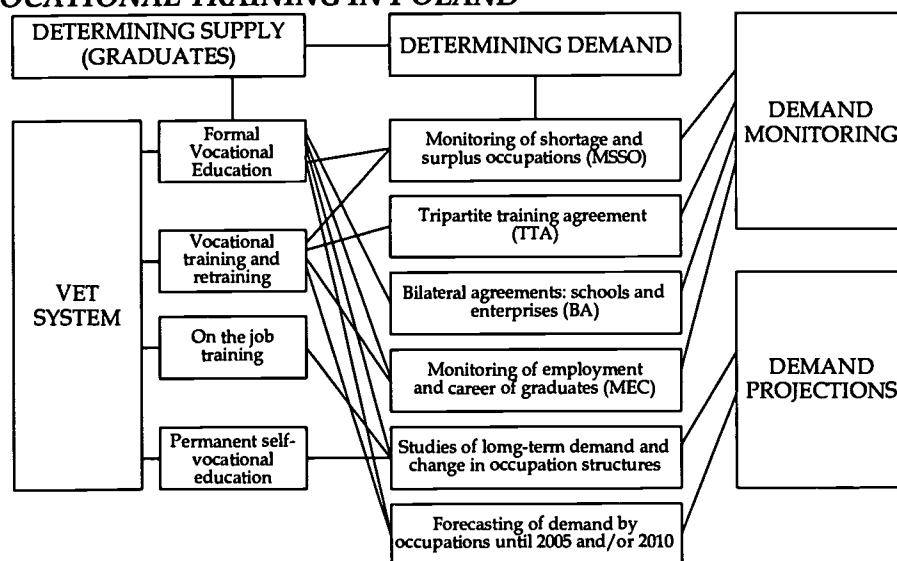 OCATIONAL TRAINING IN POLAND
DETERMINING SUPPLY
(GRADUATES)
DETERMINING DEMAND
DEMAND
MONITORING
Formal
Vocational
Education
Monitoring of shortage and
surplus occupations (MSSO)
Tripartite training agreement
(TTA)
Vocational
training and
retraining
VET
SYSTEM
Bilateral agreements: schools and
enterprises (BA)
On the job
training
Monitoring of employment
and career of graduates (MEC)
DEMAND
PROJECTIONS
Permanent self-
vocational
education
Studies of lomg-term demand and
change in occupation structures
Forecasting of demand by
occupations until 2005 and/or 2010